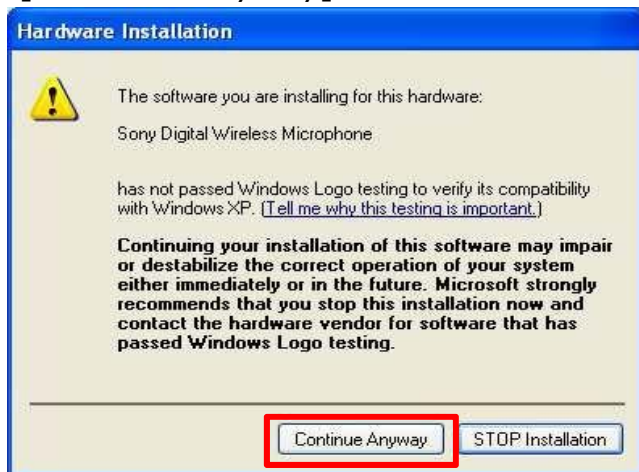 Hardware Installation
The software you are installing for this hardware:
Sony Digital Wireless Microphone
has not passed Windows Logo testing to verify its compatibility
with Windows XP. (Tell me why this testing is important.)
Continuing your installation of this software may impair
or destabilize the correct operation of your system
either immediately or in the future. Microsoft strongly
recommends that you stop this installation now and
contact the hardware vendor for software that has
passed Windows Logo testing.
Continue Anyway
STOP Installation